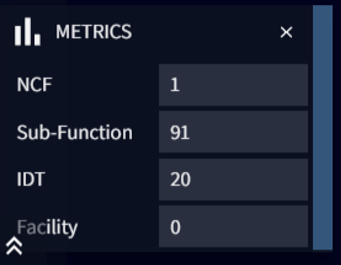 METRICS ×
NCF 1
Sub-Function 91
IDT 20
Facility 0